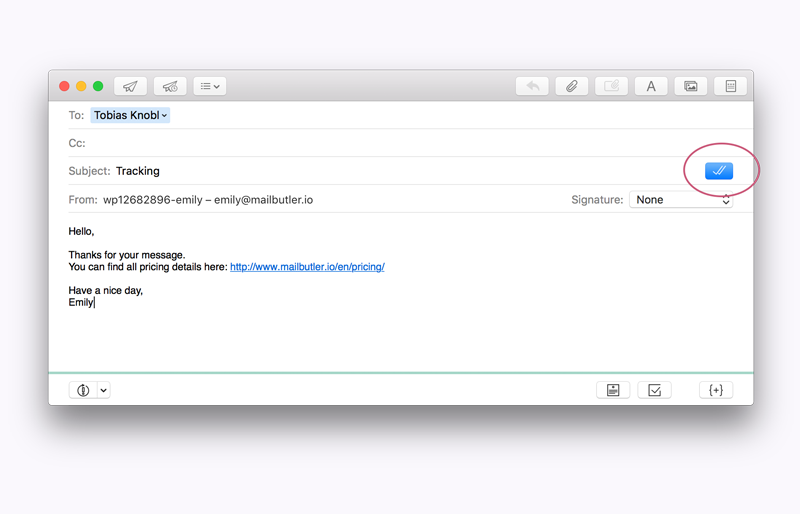 A
To: Tobias Knobl
Cc:
Subject: Tracking
From: wp12682896-emily – emily@mailbutler.io Signature: None
Hello,
Thanks for your message.
You can find all pricing details here: http://www.mailbutler.io/en/pricing/
Have a nice day,
Emily
{+}